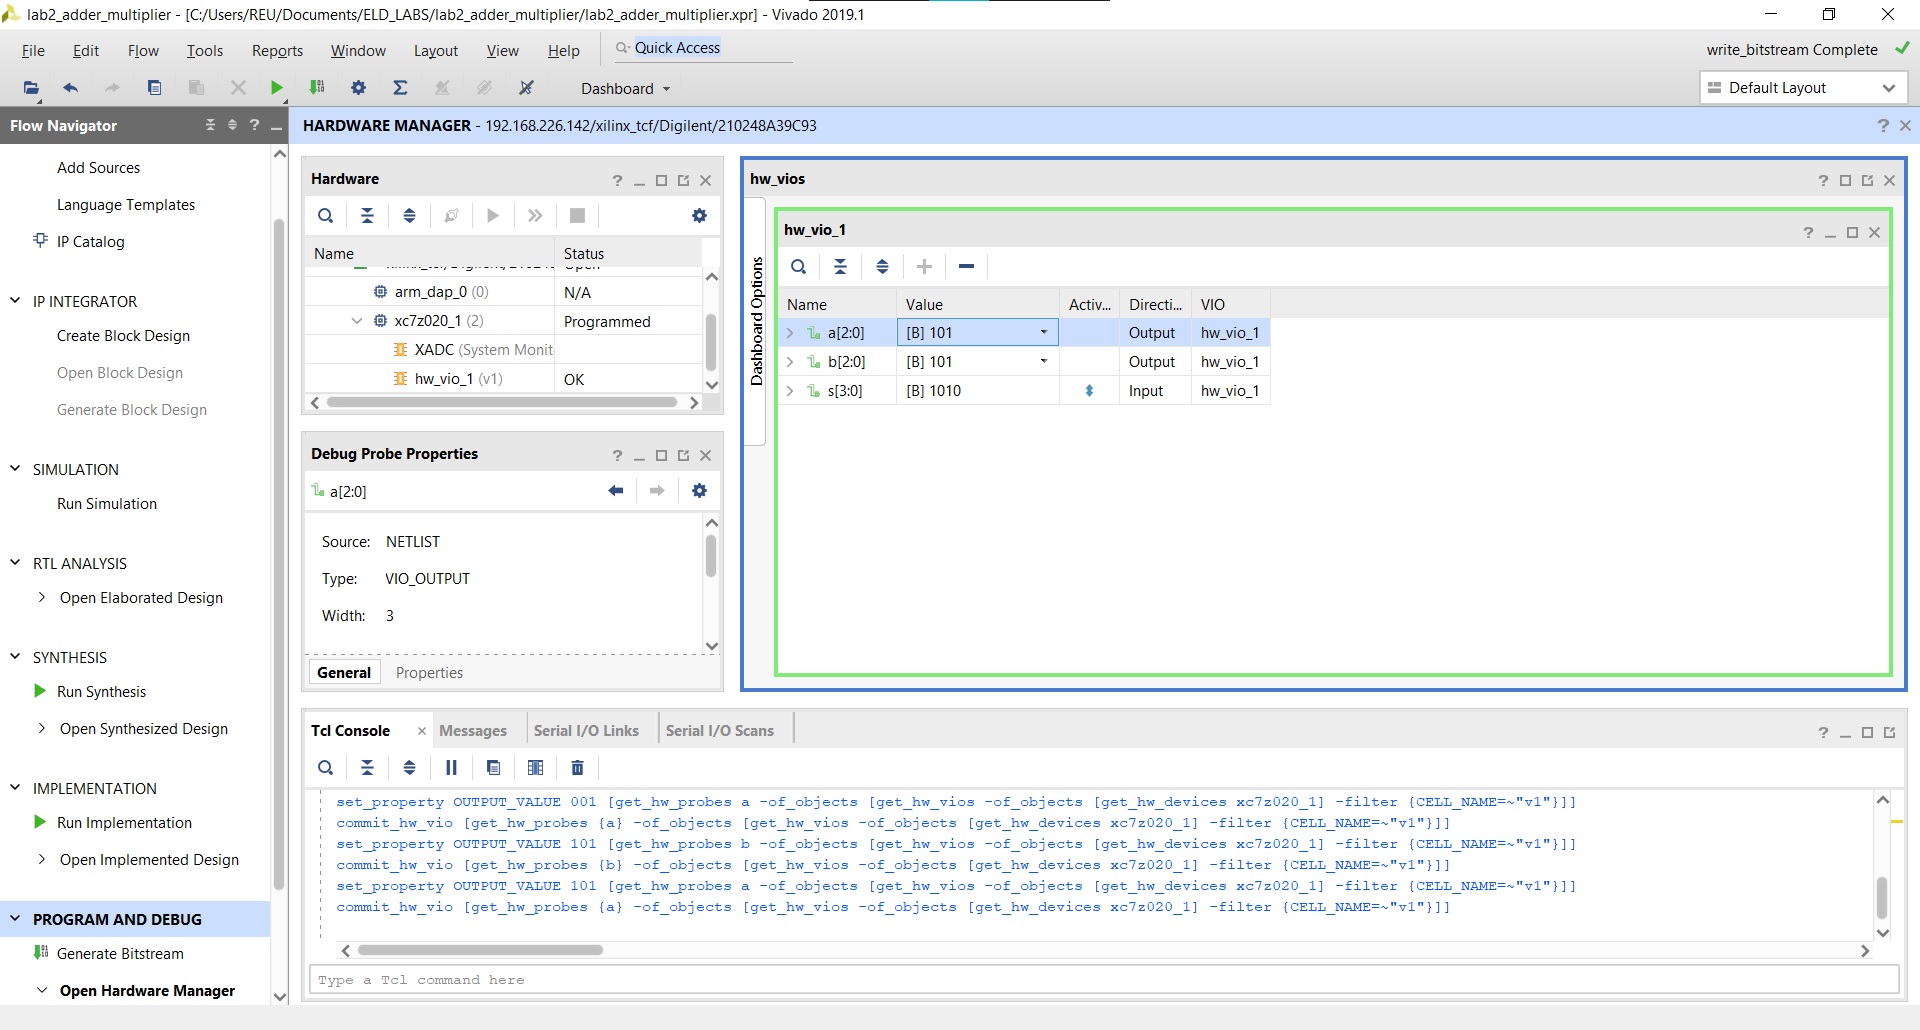 lab2_adder_multiplier - [C:/Users/REU/Documents/ELD_LABS/lab2_adder_multiplier/lab2_adder_multiplier.xpr] - Vivado 2019.1
File Edit Flow Tools Reports Window Layout View Help Quick Access write_bitstream Complete
Dashboard Default Layout
Flow Navigator
HARDWARE MANAGER - 192.168.226.142/xilinx_tcf/Digilent/210248A39C93
Add Sources
Language Templates
IP Catalog
IP INTEGRATOR
Create Block Design
Open Block Design
Generate Block Design
SIMULATION
Run Simulation
RTL ANALYSIS
Open Elaborated Design
SYNTHESIS
Run Synthesis
Open Synthesized Design
IMPLEMENTATION
Run Implementation
Open Implemented Design
PROGRAM AND DEBUG
Generate Bitstream
Open Hardware Manager
Hardware
Name Status
arm_dap_0 (0) N/A
xc7z020_1 (2) Programmed
XADC (System Monit
hw_vio_1 (v1) OK
Debug Probe Properties
a[2:0]
Source: NETLIST
Type: VIO_OUTPUT
Width: 3
General Properties
hw_vios
Dashboard Options
hw_vio_1
Name Value Activ... Directi... VIO
a[2:0] [B] 101 Output hw_vio_1
b[2:0] [B] 101 Output hw_vio_1
s[3:0] [B] 1010 Input hw_vio_1
Tcl Console Messages Serial I/O Links Serial I/O Scans
set_property OUTPUT_VALUE 001 [get_hw_probes a -of_objects [get_hw_vios -of_objects [get_hw_devices xc7z020_1] -filter {CELL_NAME=~"v1"}]]
commit_hw_vio [get_hw_probes {a} -of_objects [get_hw_vios -of_objects [get_hw_devices xc7z020_1] -filter {CELL_NAME=~"v1"}]]
set_property OUTPUT_VALUE 101 [get_hw_probes b -of_objects [get_hw_vios -of_objects [get_hw_devices xc7z020_1] -filter {CELL_NAME=~"v1"}]]
commit_hw_vio [get_hw_probes {b} -of_objects [get_hw_vios -of_objects [get_hw_devices xc7z020_1] -filter {CELL_NAME=~"v1"}]]
set_property OUTPUT_VALUE 101 [get_hw_probes a -of_objects [get_hw_vios -of_objects [get_hw_devices xc7z020_1] -filter {CELL_NAME=~"v1"}]]
commit_hw_vio [get_hw_probes {a} -of_objects [get_hw_vios -of_objects [get_hw_devices xc7z020_1] -filter {CELL_NAME=~"v1"}]]
Type a Tcl command here